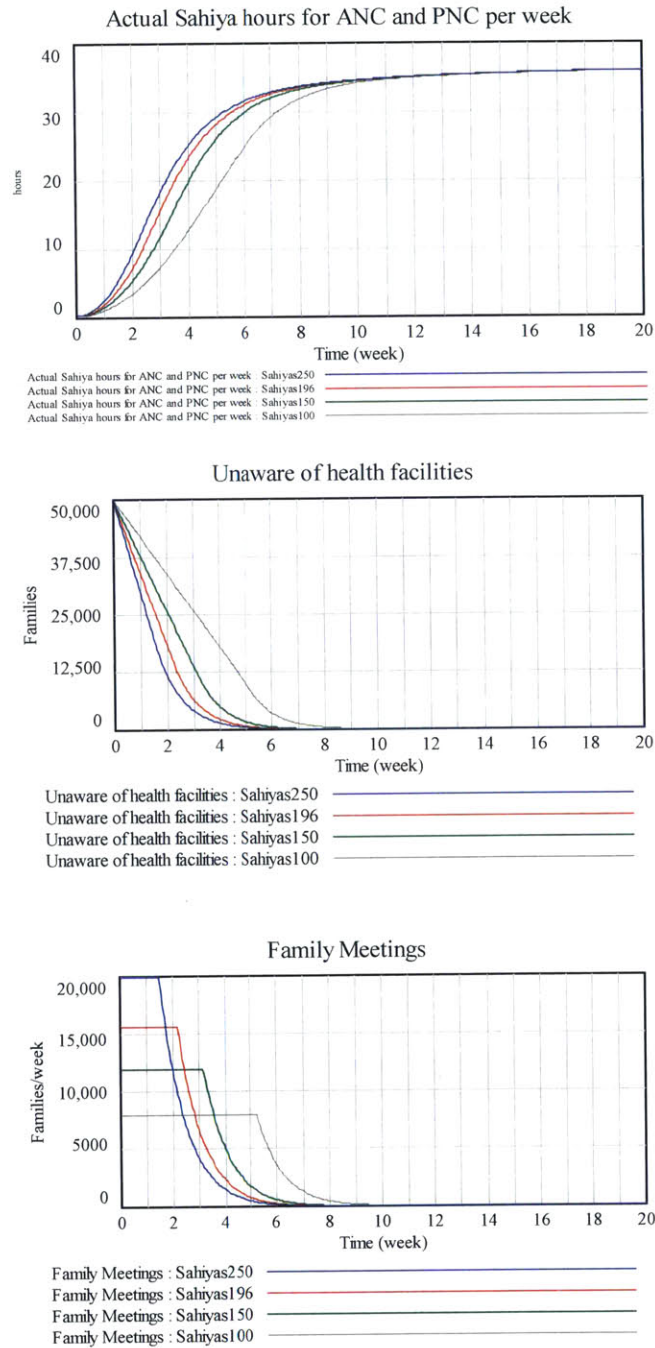 Actual Sahiya hours for ANC and PNC per week
40
30
20
10
0
hours
0 2 4 6 8 10 12 14 16 18 20
Time (week)
Actual Sahiya hours for ANC and PNC per week : Sahiyas250
Actual Sahiya hours for ANC and PNC per week : Sahiyas196
Actual Sahiya hours for ANC and PNC per week : Sahiyas150
Actual Sahiya hours for ANC and PNC per week : Sahiyas100
Unaware of health facilities
50,000
37,500
25,000
12,500
0
Families
0 2 4 6 8 10 12 14 16 18 20
Time (week)
Unaware of health facilities : Sahiyas250
Unaware of health facilities : Sahiyas196
Unaware of health facilities : Sahiyas150
Unaware of health facilities : Sahiyas100
Family Meetings
20,000
15,000
10,000
5000
0
Families/week
0 2 4 6 8 10 12 14 16 18 20
Time (week)
Family Meetings : Sahiyas250
Family Meetings : Sahiyas196
Family Meetings : Sahiyas150
Family Meetings : Sahiyas100